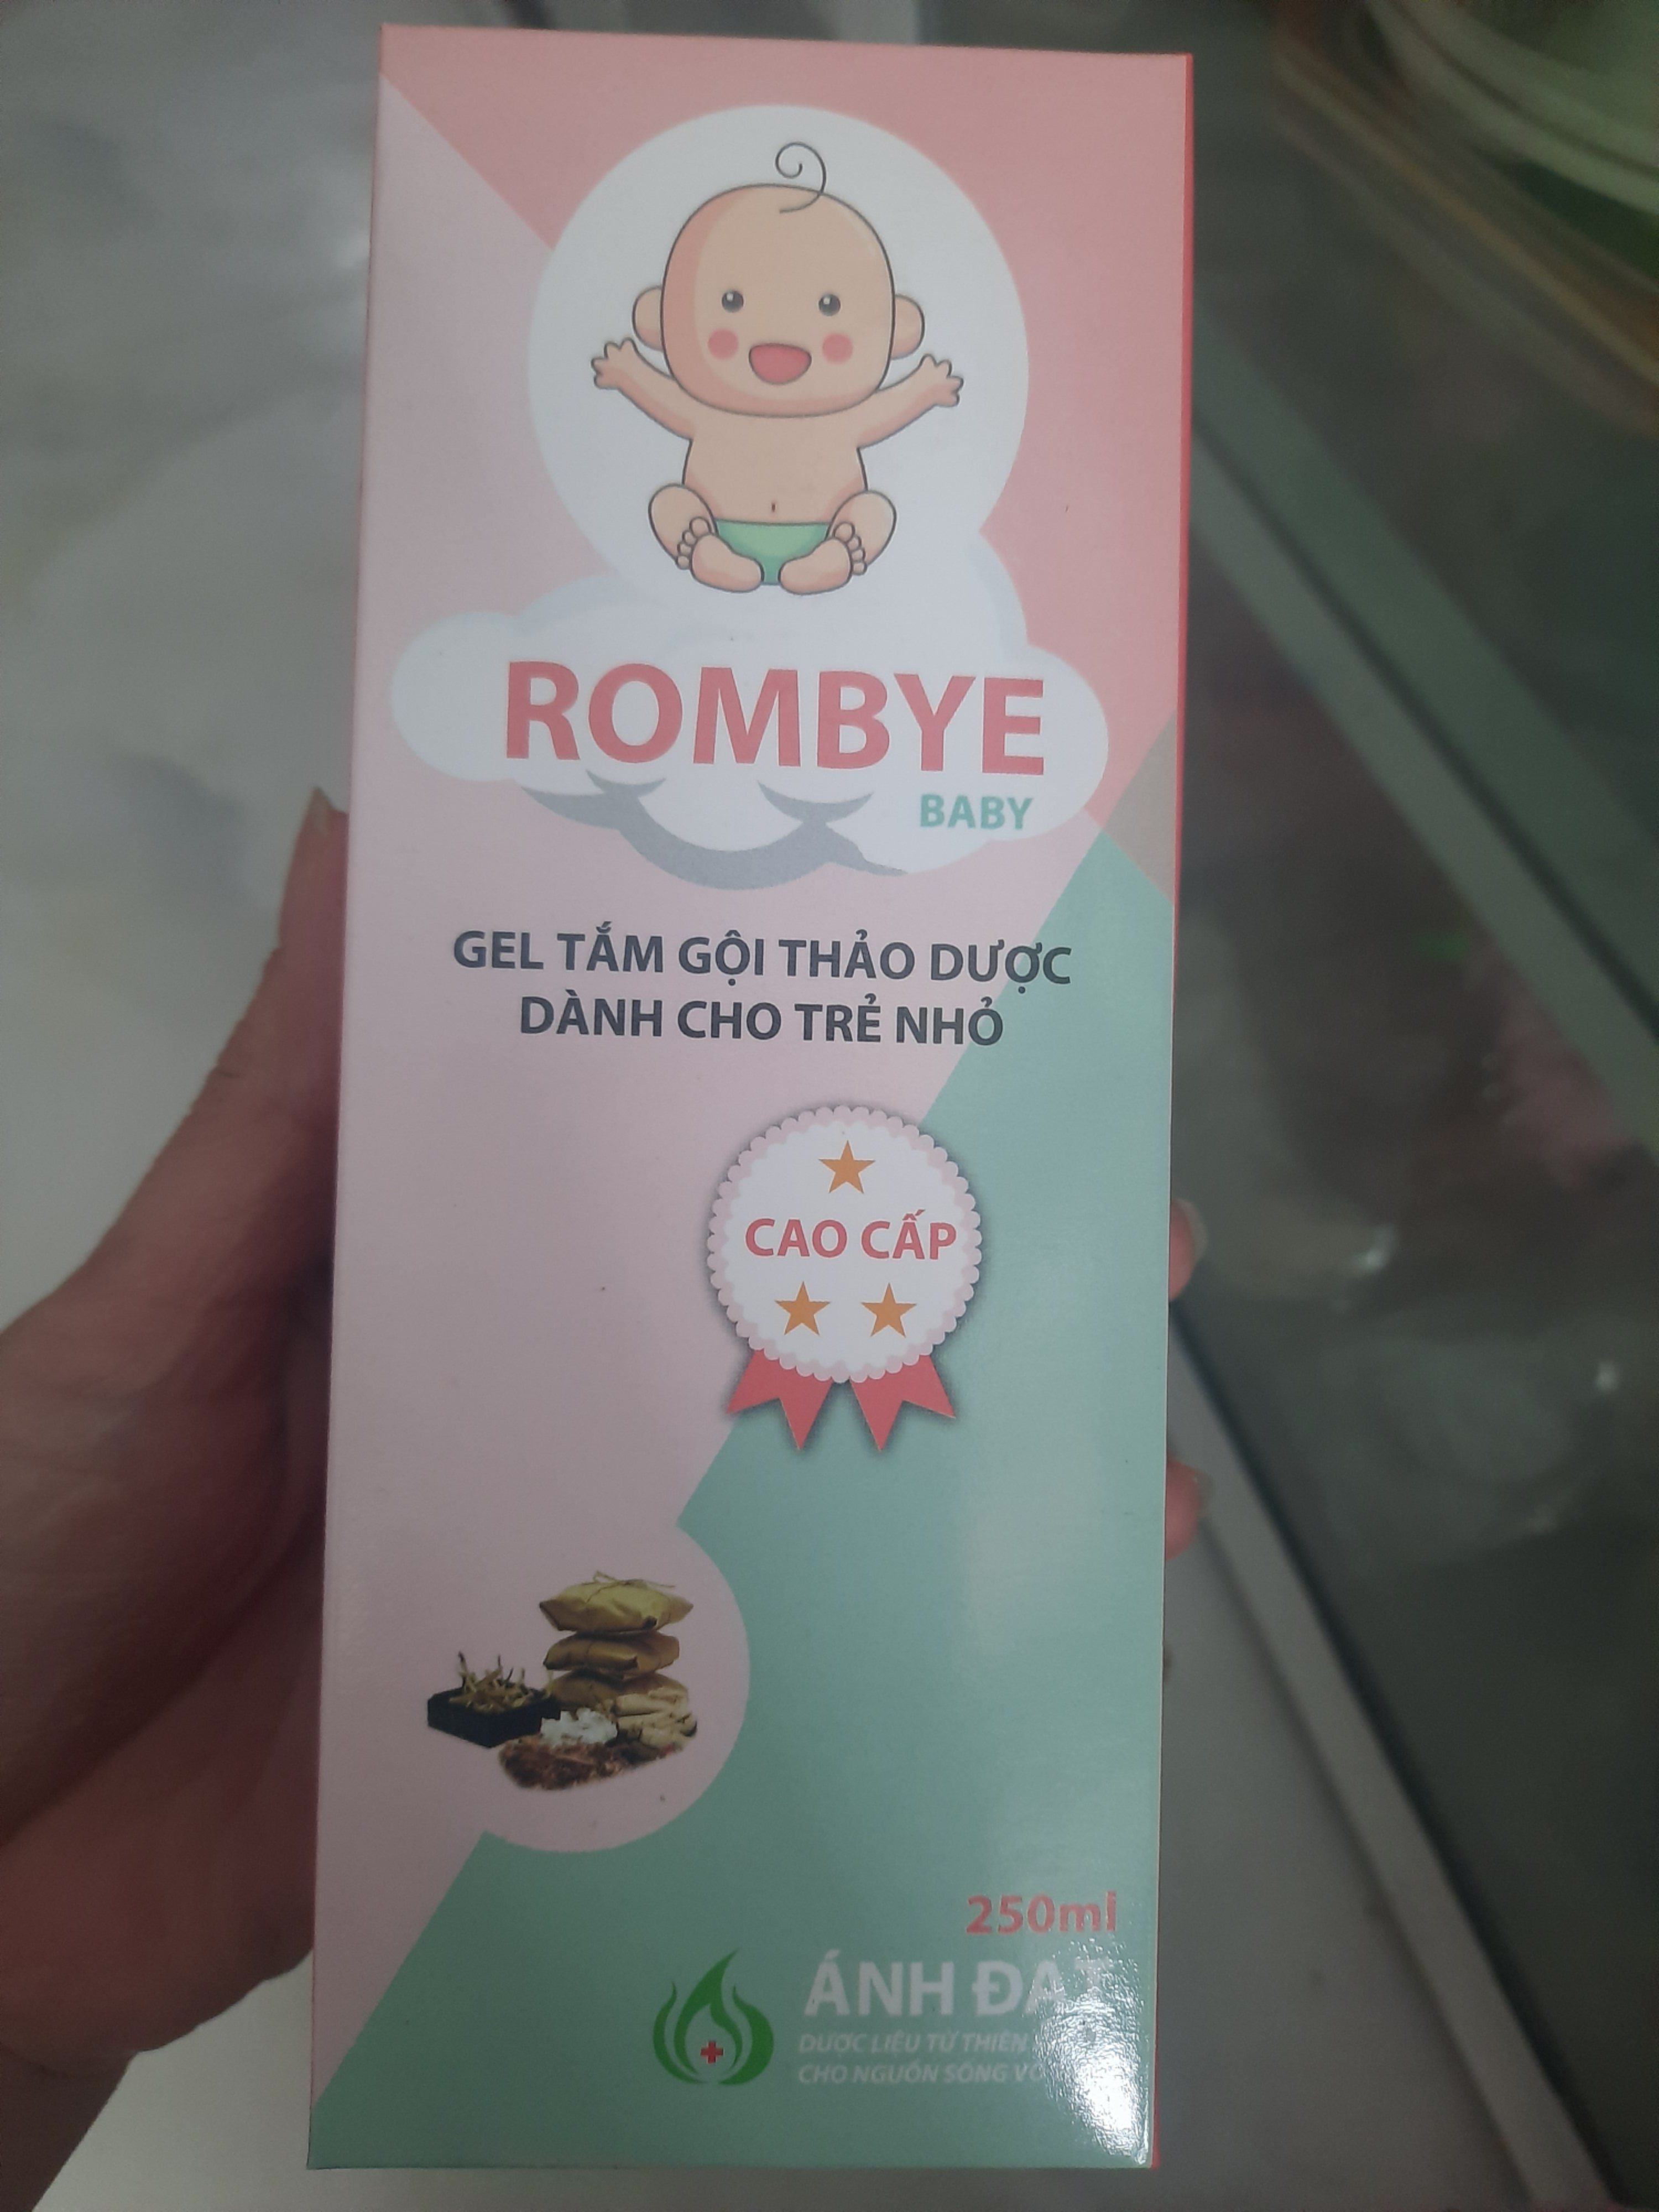 ROMBYE
BABY
GEL TẮM GỘI THẢO DƯỢC
DÀNH CHO TRẺ NHỎ
CAO CẤP
250ml
ÁNH ĐẠT
DƯỢC LIỆU TỪ THIÊN
CHO NGUỒN SỐNG